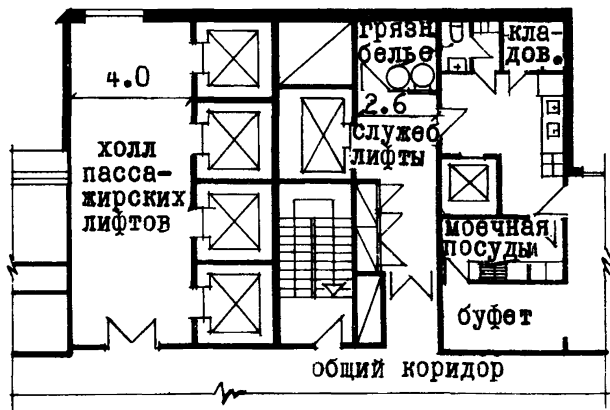 грязн.
белье
кла-
дов.
4.0
2.6
холл
пасса-
жирских
лифтов
служеб
лифты
моечная
посуды
буфет
общий коридор